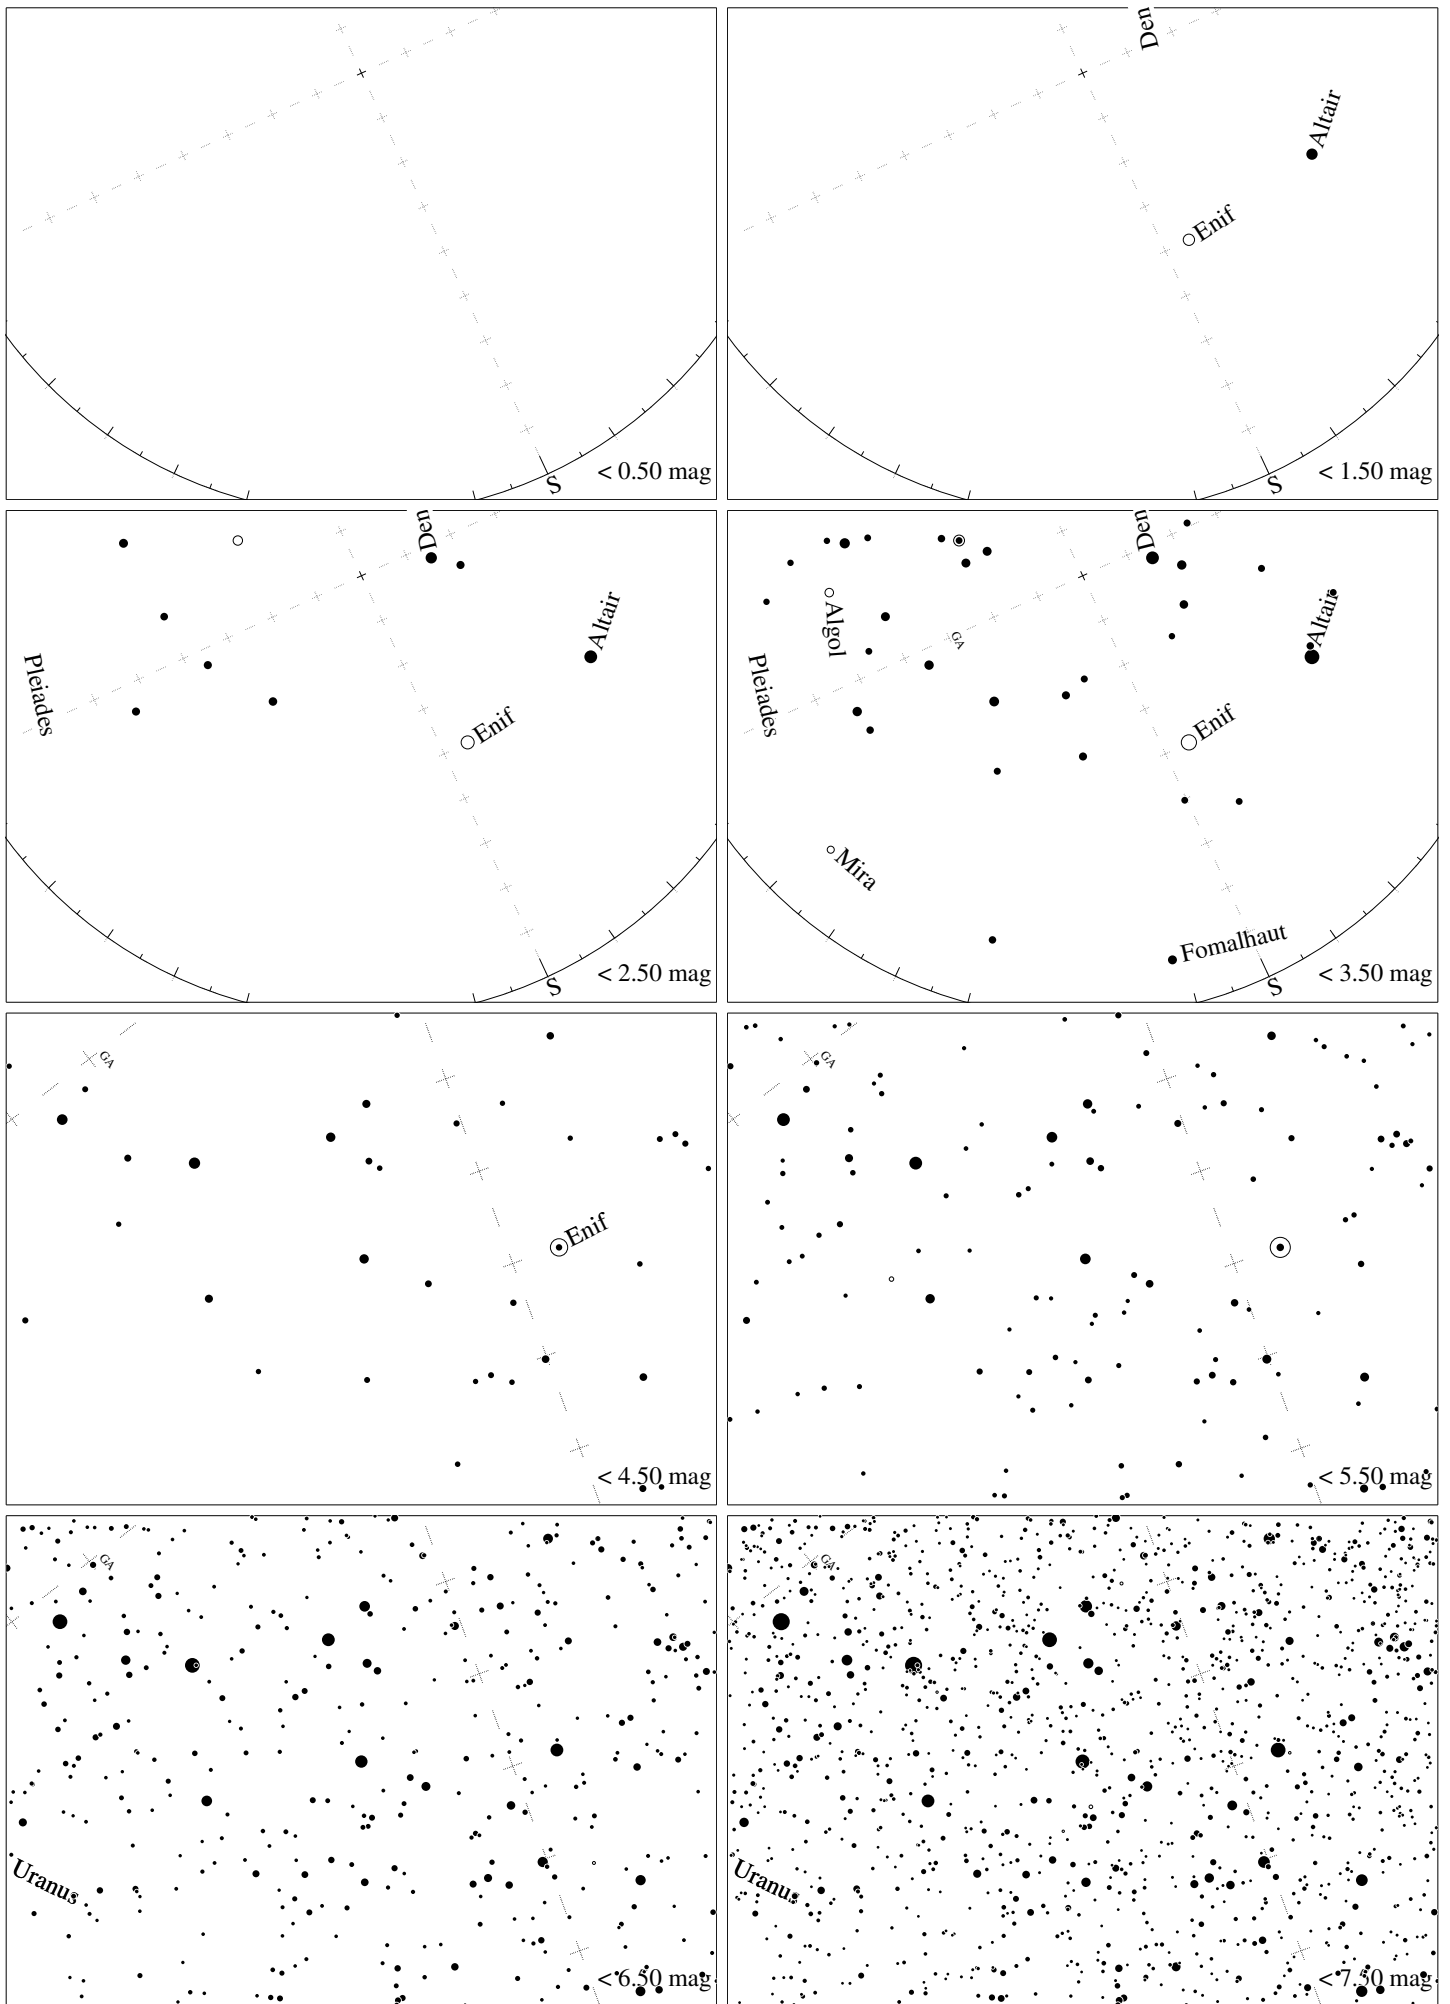 S
< 0.50 mag
Den
Altair
Enif
S
< 1.50 mag
Den
Altair
Pleiades
Enif
S
< 2.50 mag
Den
Algol
GA
Altair
Pleiades
Enif
Mira
Fomalhaut
S
< 3.50 mag
GA
Enif
< 4.50 mag
GA
< 5.50 mag
GA
Uranus
< 6.50 mag
GA
Uranus
< 7.50 mag